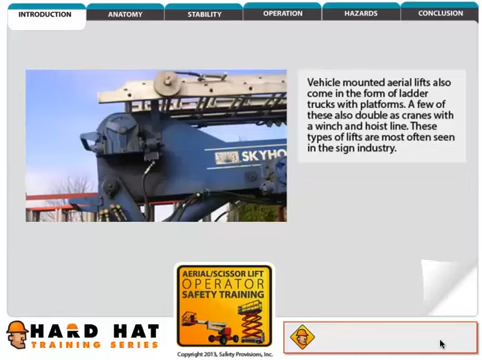 INTRODUCTION
ANATOMY
STABILITY
OPERATION
HAZARDS
CONCLUSION
Vehicle mounted aerial lifts also
come in the form of ladder
trucks with platforms. A few of
these also double as cranes with
a winch and hoist line. These
types of lifts are most often seen
in the sign industry.
SKYHO
AERIAL/SCISSOR LIFT
OPERATOR
SAFETY TRAINING
HARD HAT
TRAINING SERIES
Copyright 2013, Safety Provisions, Inc.